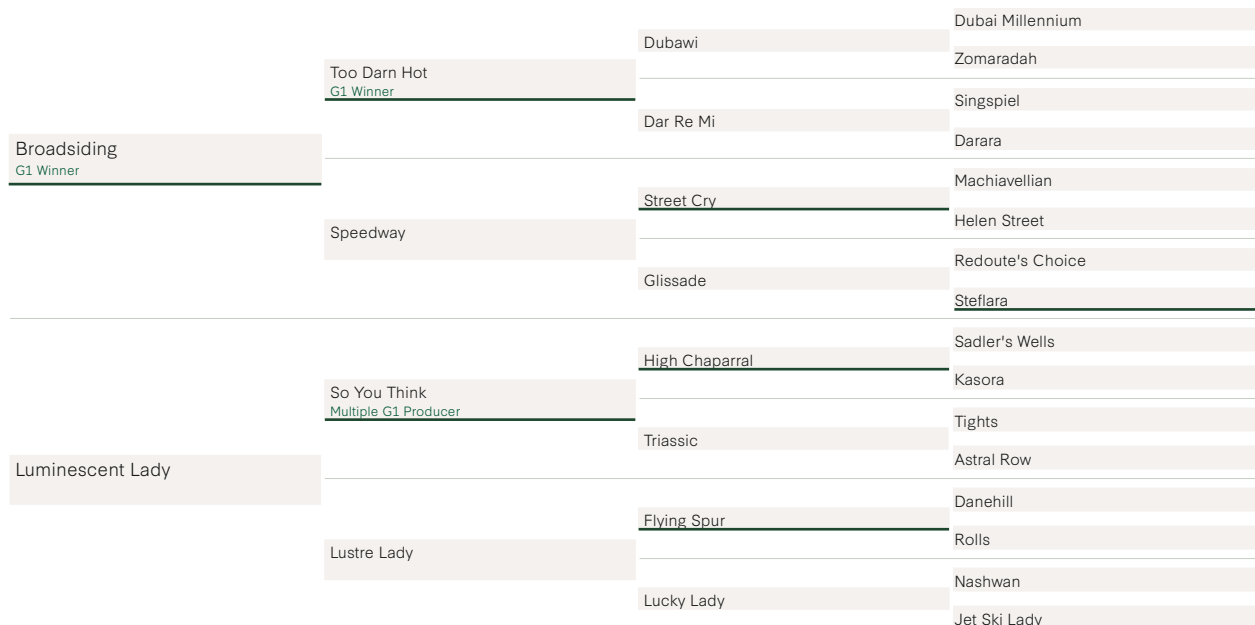 Broadsiding
G1 Winner
Luminescent Lady
Too Darn Hot
G1 Winner
Speedway
So You Think
Multiple G1 Producer
Lustre Lady
Dubawi
Dar Re Mi
Street Cry
Glissade
High Chaparral
Triassic
Flying Spur
Lucky Lady
Dubai Millennium
Zomaradah
Singspiel
Darara
Machiavellian
Helen Street
Redoute's Choice
Steflara
Sadler's Wells
Kasora
Tights
Astral Row
Danehill
Rolls
Nashwan
Jet Ski Lady